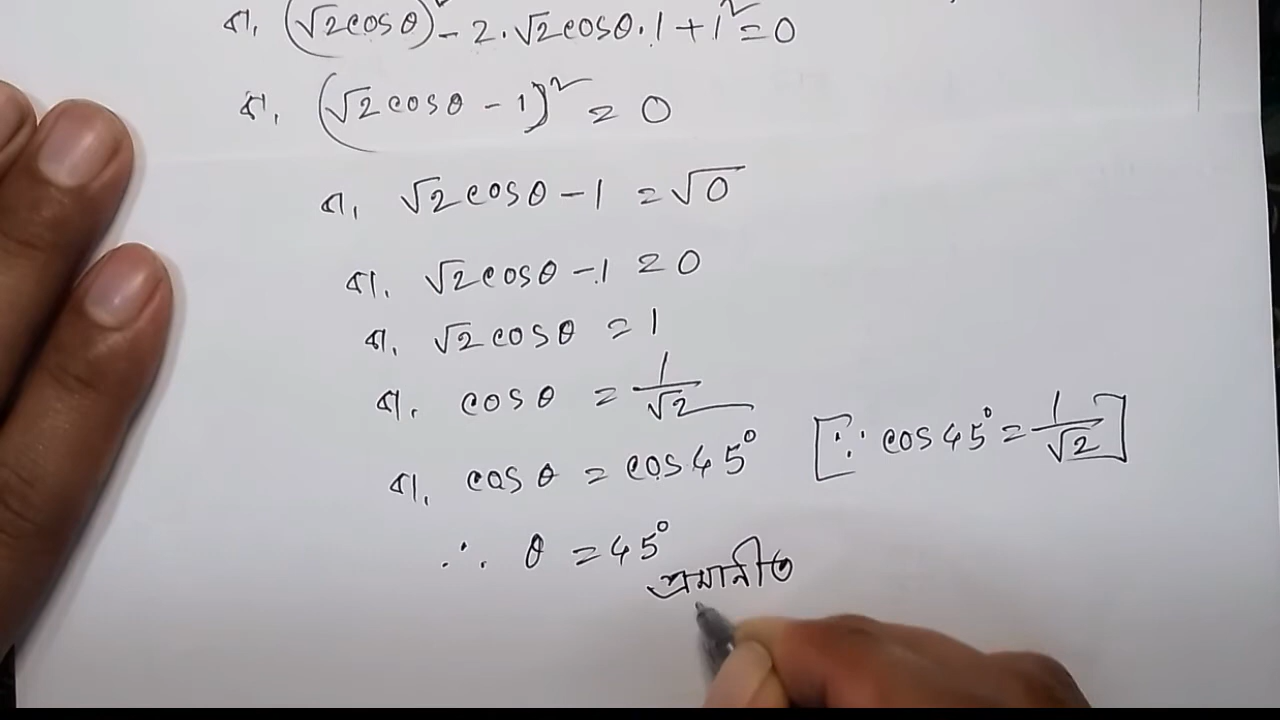 বা, (√2cosθ)² - 2·√2cosθ·1 + 1² = 0
বা, (√2cosθ - 1)² = 0
বা, √2cosθ - 1 = √0
বা, √2cosθ - 1 = 0
বা, √2cosθ = 1
বা, cosθ = 1/√2
বা, cosθ = cos45° [∵ cos45° = 1/√2]
∴ θ = 45°
প্রমানীত